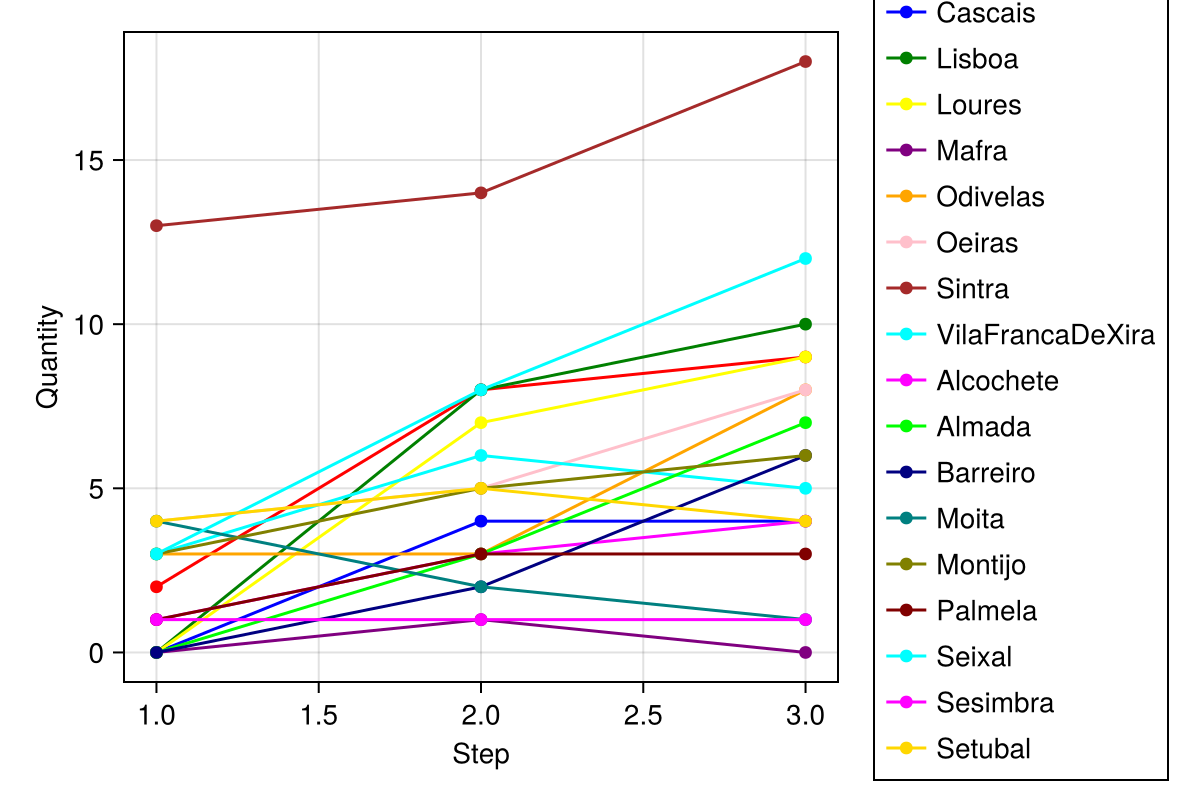 Cascais
Lisboa
Loures
Mafra
Odivelas
Oeiras
Sintra
VilaFrancaDeXira
Alcochete
Almada
Barreiro
Moita
Montijo
Palmela
Seixal
Sesimbra
Setubal
15
10
5
0
Quantity
1.0 1.5 2.0 2.5 3.0
Step